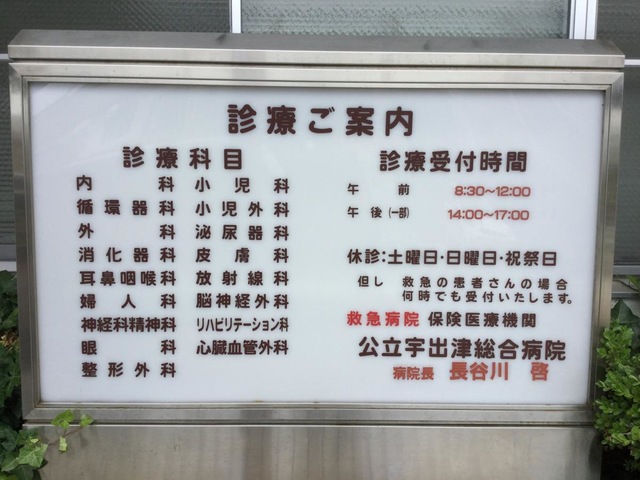 診療ご案内
診療科目
内科 小児科
循環器科 小児外科
外科 泌尿器科
消化器科 皮膚科
耳鼻咽喉科 放射線科
婦人科 脳神経外科
神経科精神科 リハビリテーション科
眼科 心臓血管外科
整形外科
診療受付時間
午前 8:30~12:00
午後(一部) 14:00~17:00
休診:土曜日・日曜日・祝祭日
但し 救急の患者さんの場合
何時でも受付いたします。
救急病院 保険医療機関
公立宇出津総合病院
病院長 長谷川 啓